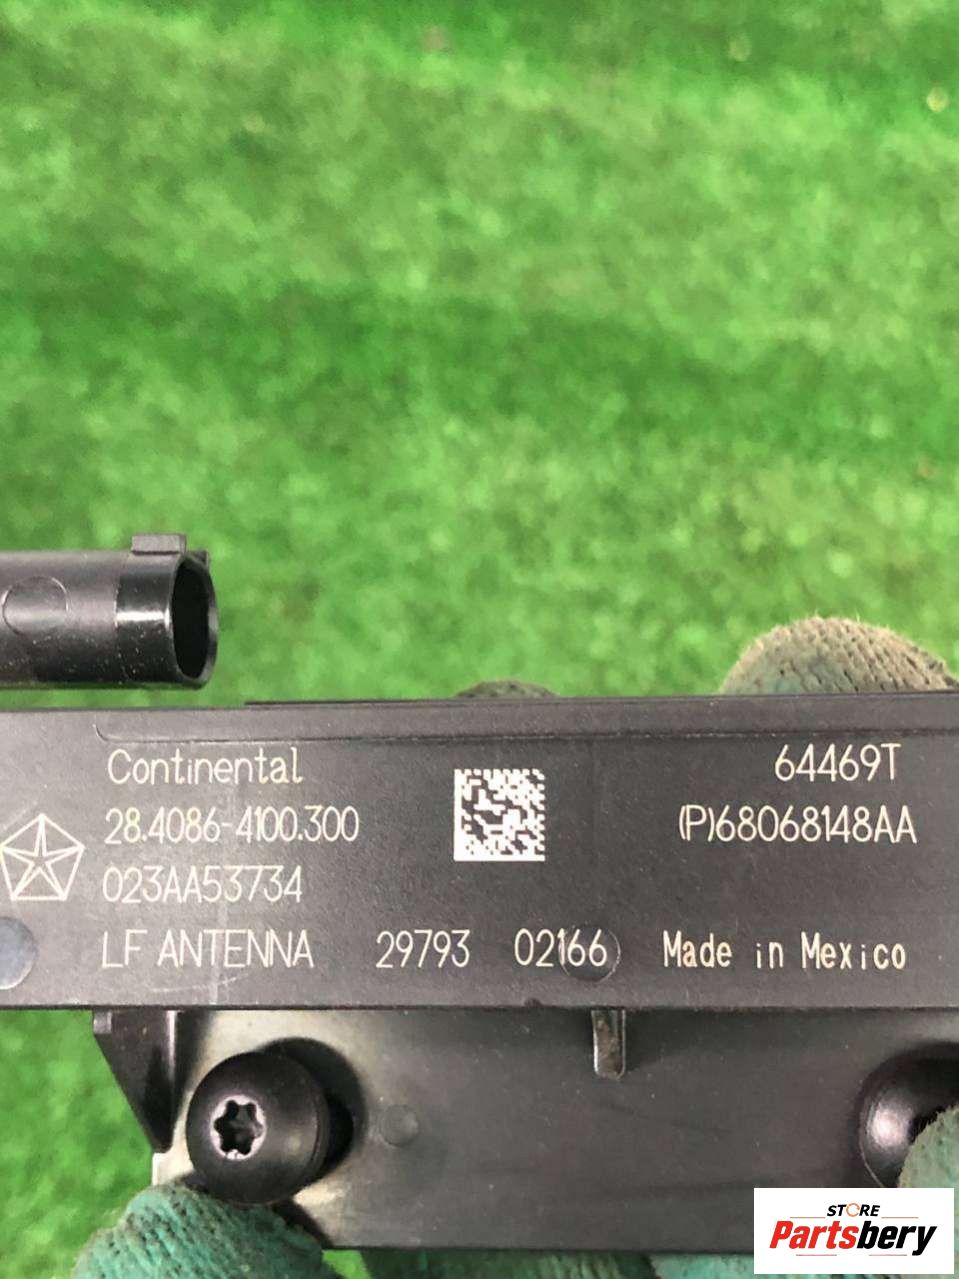 Continental
64469T
28.4086-4100.300
(P)68068148AA
023AA53734
LF ANTENNA 29793 02166 Made in Mexico
STORE
Partsbery